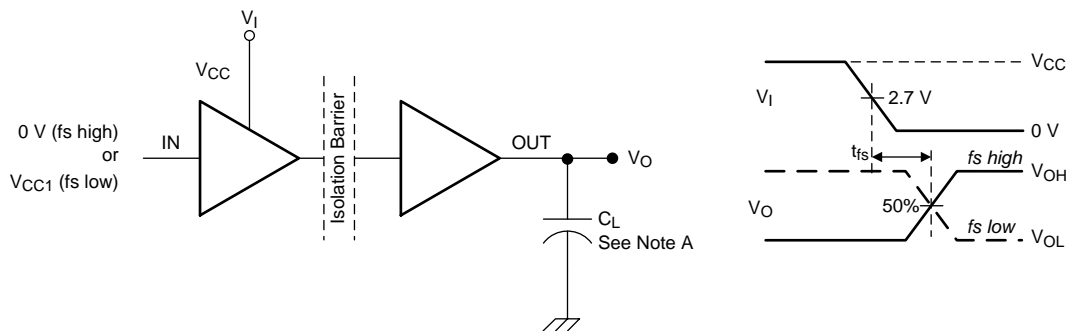 V_I
V_CC
0 V (fs high)
or
V_CC1 (fs low)
IN
Isolation Barrier
OUT
V_O
C_L
See Note A
V_I
V_CC
2.7 V
0 V
t_fs
fs high
V_OH
V_O
50%
fs low
V_OL